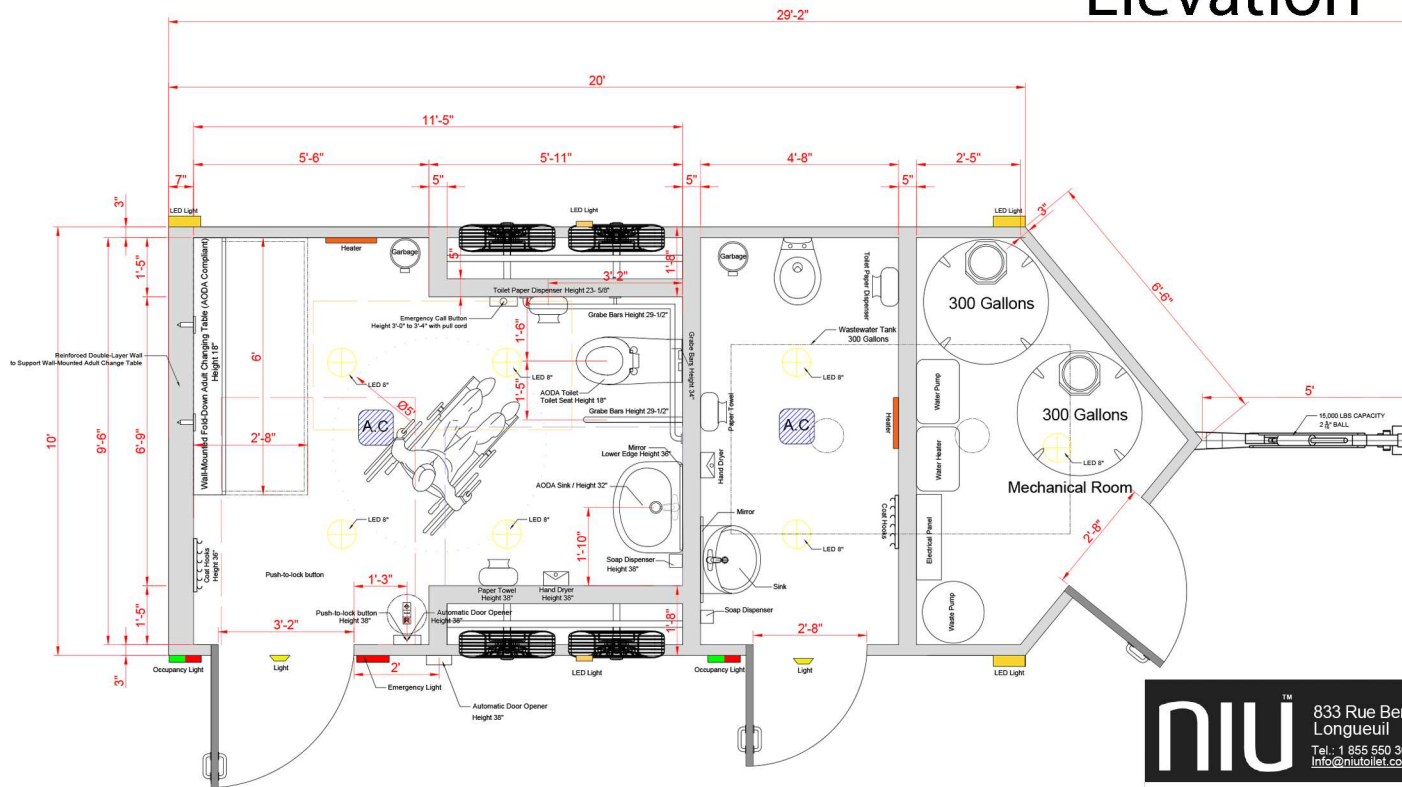 Elevation
29'-2"
20'
11'-5"
5'-6"
5'-11"
4'-8"
2'-5"
7"
5"
5"
5"
3"
3"
LED Light
LED Light
LED Light
Heater
Garbage
Garbage
Toilet Paper Dispenser
1'-5"
5"
3'-2"
1'-8"
6'-6"
Toilet Paper Dispenser Height 23- 5/8"
Emergency Call Button
Height 3'-0" to 3'-4" with pull cord
Grabe Bars Height 29-1/2"
1'-6"
Grabe Bars Height 34"
Wastewater Tank
300 Gallons
300 Gallons
Reinforced Double-Layer Wall
to Support Wall-Mounted Adult Change Table
Wall-Mounted Fold-Down Adult Changing Table (AODA Compliant)
Height 18"
6'
2'-8"
LED 8"
LED 8"
LED 8"
AODA Toilet
Toilet Seat Height 18"
1'-5"
Ø5'
A.C
Grabe Bars Height 29-1/2"
Paper Towel
A.C
Heater
Water Pump
300 Gallons
5'
15,000 LBS CAPACITY
10'
9'-6"
6'-9"
Mirror
Lower Edge Height 36"
Hand Dryer
Water Heater
LED 8"
AODA Sink / Height 32"
Mechanical Room
Coat Hooks
Mirror
LED 8"
LED 8"
LED 8"
1'-10"
2'-8"
Electrical Panel
Coat Hooks
Height 36"
Soap Dispenser
Height 38"
Sink
Push-to-lock button
1'-3"
Paper Towel
Height 38"
Hand Dryer
Height 38"
Soap Dispenser
Waste Pump
1'-5"
Push-to-lock button
Height 38"
Automatic Door Opener
Height 38"
1'-8"
3'-2"
2'-8"
3"
Occupancy Light
Light
2'
Emergency Light
LED Light
Occupancy Light
Light
LED Light
Automatic Door Opener
Height 38"
NIU
TM
833 Rue
Longueuil
Tel.: 1 855 550